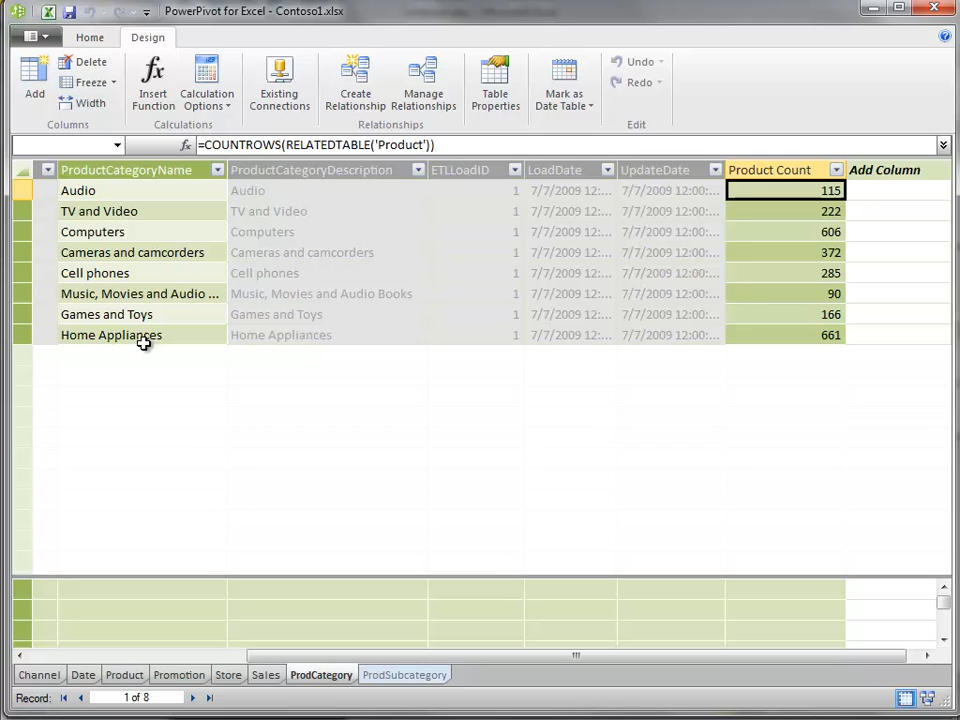 PowerPivot for Excel - Contoso1.xlsx
Home Design
Add
Delete
Freeze
Width
Columns
Insert Function
Calculation Options
Calculations
Existing Connections
Create Relationship
Manage Relationships
Relationships
Table Properties
Mark as Date Table
Undo
Redo
Edit
fx =COUNTROWS(RELATEDTABLE('Product'))
ProductCategoryName ProductCategoryDescription ETLLoadID LoadDate UpdateDate Product Count Add Column
Audio Audio 1 7/7/2009 12:... 7/7/2009 12:00:... 115
TV and Video TV and Video 1 7/7/2009 12:... 7/7/2009 12:00:... 222
Computers Computers 1 7/7/2009 12:... 7/7/2009 12:00:... 606
Cameras and camcorders Cameras and camcorders 1 7/7/2009 12:... 7/7/2009 12:00:... 372
Cell phones Cell phones 1 7/7/2009 12:... 7/7/2009 12:00:... 285
Music, Movies and Audio ... Music, Movies and Audio Books 1 7/7/2009 12:... 7/7/2009 12:00:... 90
Games and Toys Games and Toys 1 7/7/2009 12:... 7/7/2009 12:00:... 166
Home Appliances Home Appliances 1 7/7/2009 12:... 7/7/2009 12:00:... 661
Channel Date Product Promotion Store Sales ProdCategory ProdSubcategory
Record: 1 of 8